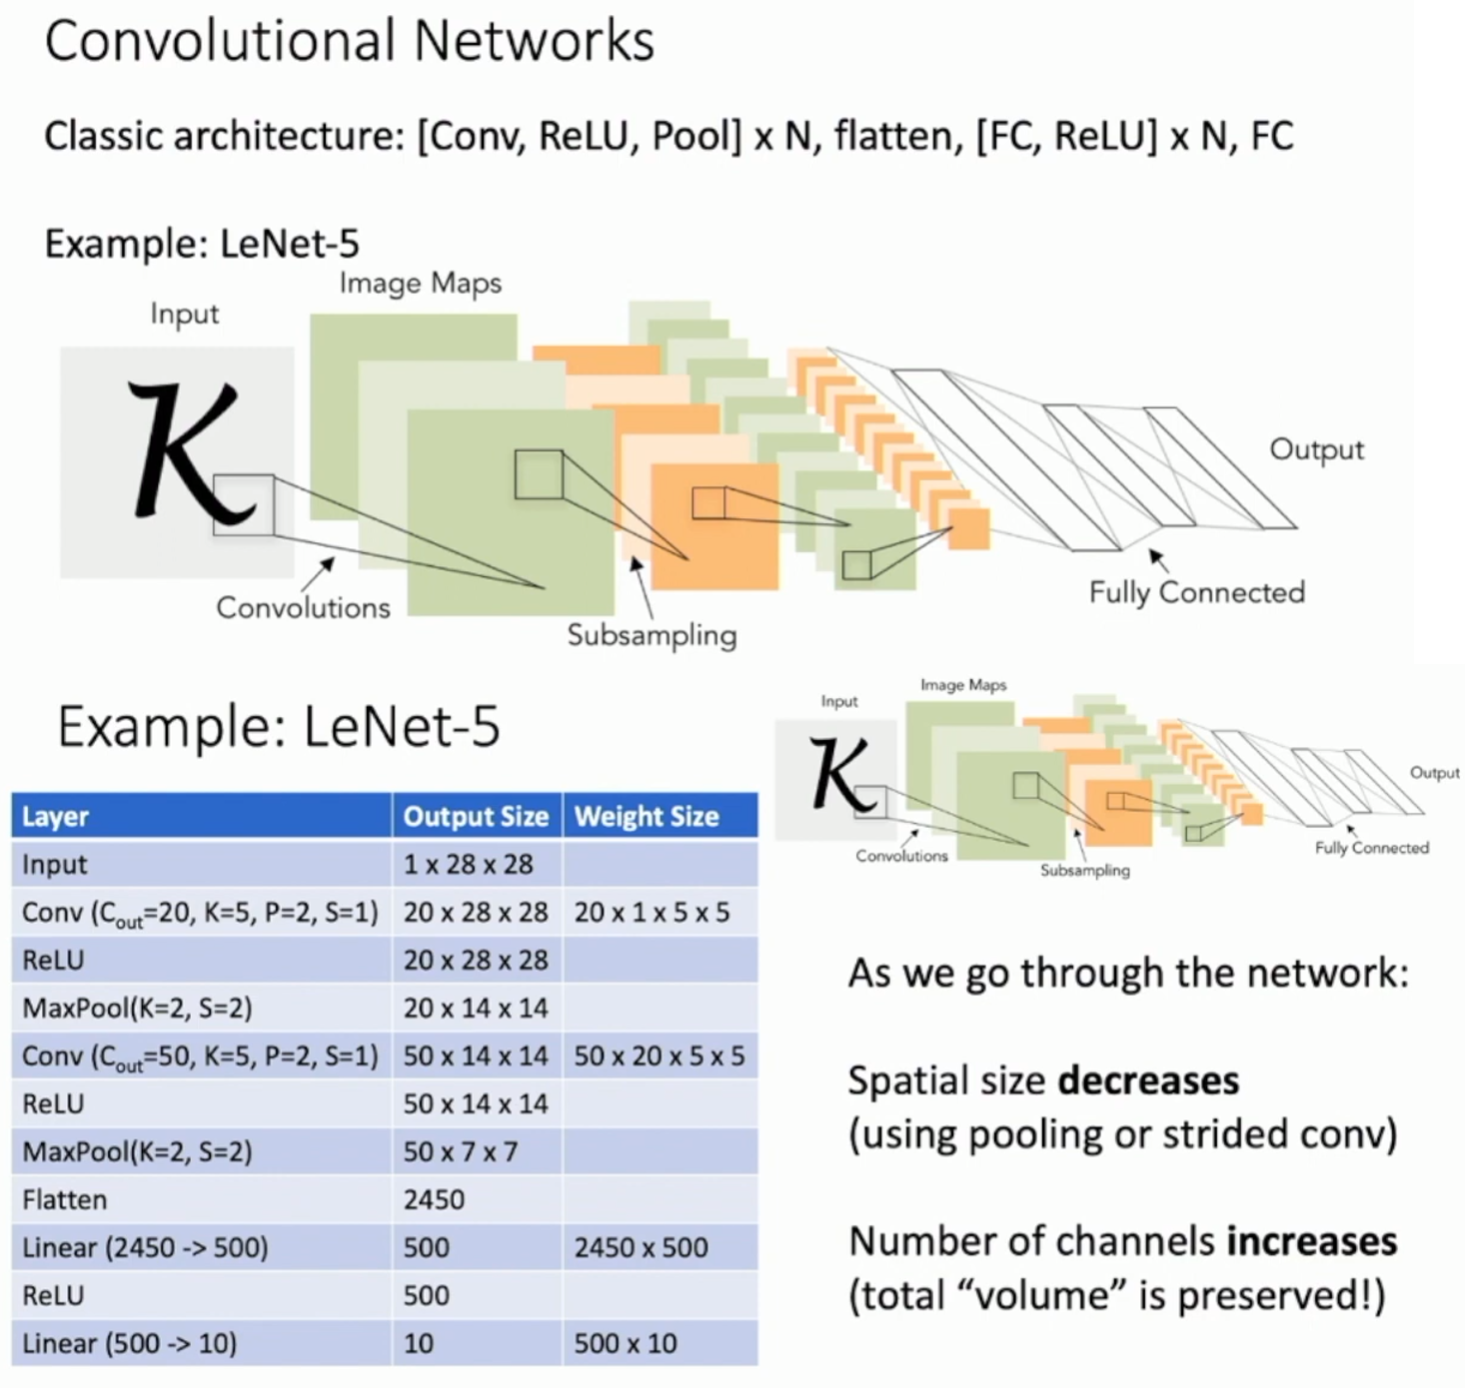 Convolutional Networks
Classic architecture: [Conv, ReLU, Pool] x N, flatten, [FC, ReLU] x N, FC
Example: LeNet-5
Image Maps
Input
K
Output
Fully Connected
Convolutions
Subsampling
Example: LeNet-5
Image Maps
Input
K
Output
Fully Connected
Convolutions
Subsampling
Layer Output Size Weight Size
Input 1 x 28 x 28
Conv (Cout=20, K=5, P=2, S=1) 20 x 28 x 28 20 x 1 x 5 x 5
ReLU 20 x 28 x 28
MaxPool(K=2, S=2) 20 x 14 x 14
Conv (Cout=50, K=5, P=2, S=1) 50 x 14 x 14 50 x 20 x 5 x 5
ReLU 50 x 14 x 14
MaxPool(K=2, S=2) 50 x 7 x 7
Flatten 2450
Linear (2450 -> 500) 500 2450 x 500
ReLU 500
Linear (500 -> 10) 10 500 x 10
As we go through the network:
Spatial size decreases
(using pooling or strided conv)
Number of channels increases
(total “volume” is preserved!)